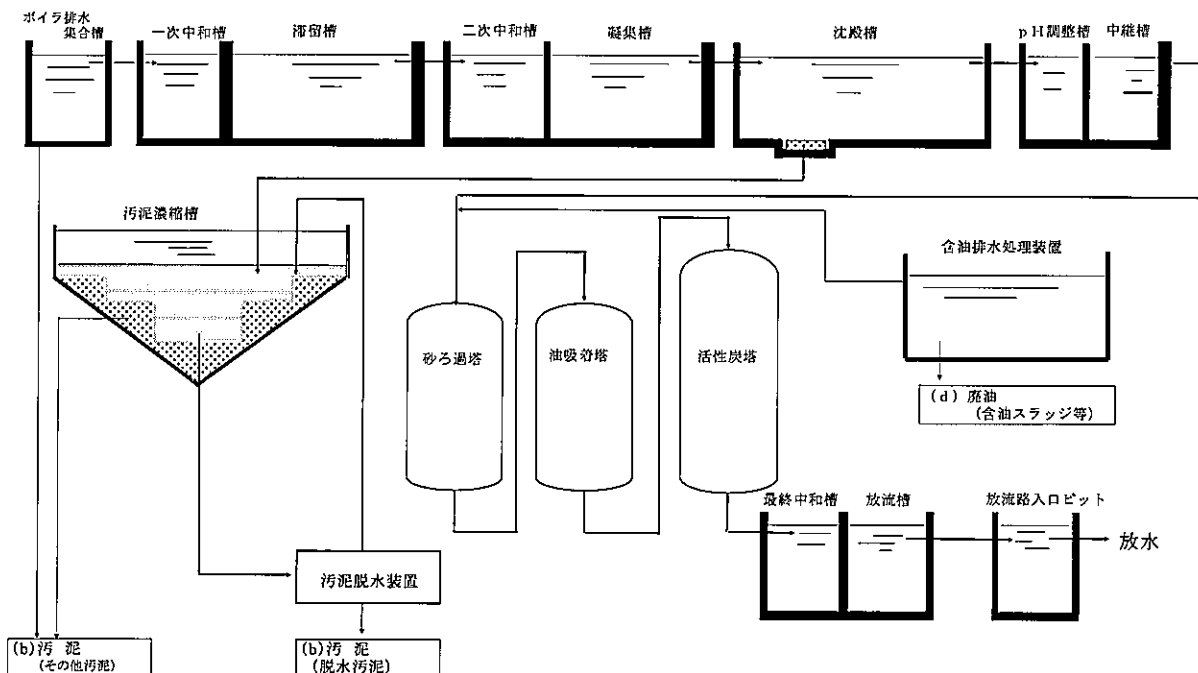 ボイラ排水
集合槽
一次中和槽
滞留槽
二次中和槽
凝集槽
沈殿槽
pH調整槽
中継槽
汚泥濃縮槽
含油排水処理装置
砂ろ過塔
油吸着塔
活性炭塔
(d) 廃油
(含油スラッジ等)
最終中和槽
放流槽
放流路入口ピット
放水
汚泥脱水装置
(b)汚 泥
(その他汚泥)
(b)汚 泥
(脱水汚泥)